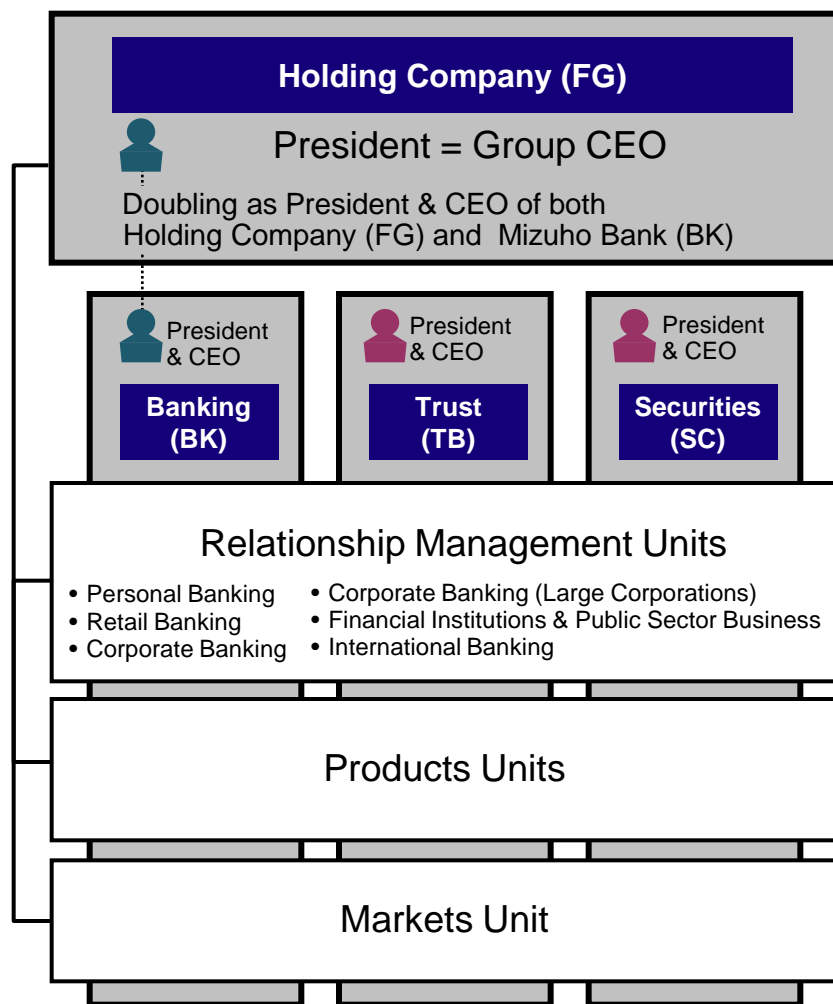 Holding Company (FG)
President = Group CEO
Doubling as President & CEO of both
Holding Company (FG) and Mizuho Bank (BK)
President
& CEO
Banking
(BK)
President
& CEO
Trust
(TB)
President
& CEO
Securities
(SC)
Relationship Management Units
• Personal Banking
• Retail Banking
• Corporate Banking
• Corporate Banking (Large Corporations)
• Financial Institutions & Public Sector Business
• International Banking
Products Units
Markets Unit